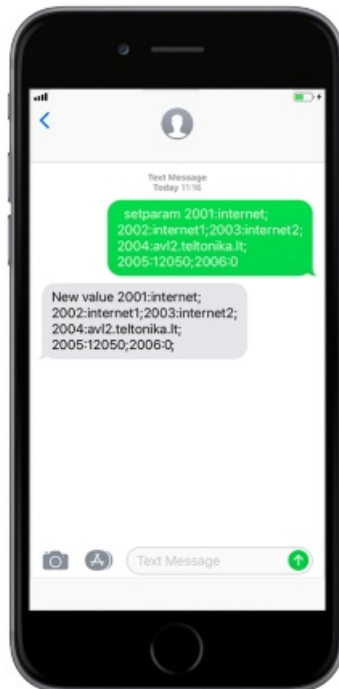 Text Message
Today 11:16
setparam 2001:internet;
2002:internet1;2003:internet2;
2004:avl2.teltonika.lt;
2005:12050;2006:0
New value 2001:internet;
2002:internet1;2003:internet2;
2004:avl2.teltonika.lt;
2005:12050;2006:0;
Text Message